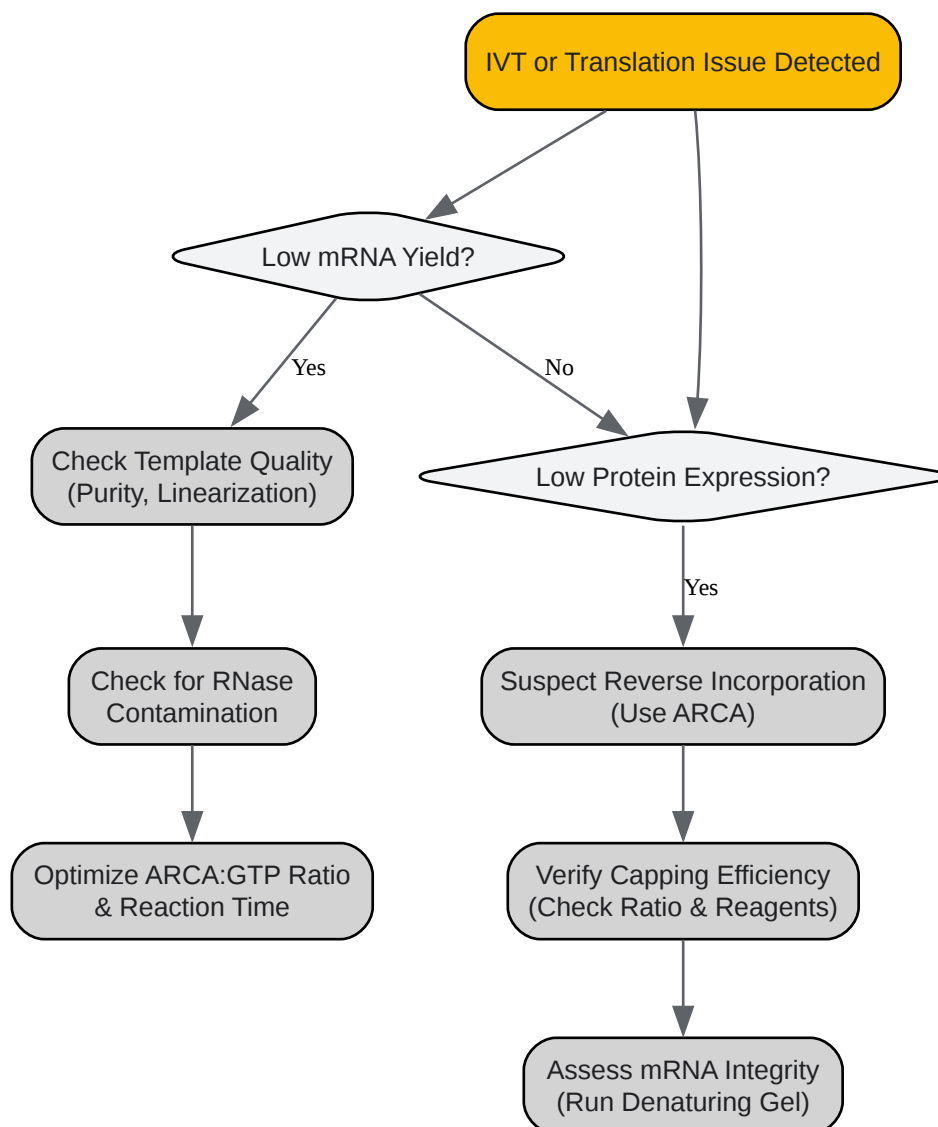 IVT or Translation Issue Detected
Low mRNA Yield?
Yes
No
Check Template Quality
(Purity, Linearization)
Low Protein Expression?
Yes
Check for RNase
Contamination
Suspect Reverse Incorporation
(Use ARCA)
Optimize ARCA:GTP Ratio
& Reaction Time
Verify Capping Efficiency
(Check Ratio & Reagents)
Assess mRNA Integrity
(Run Denaturing Gel)